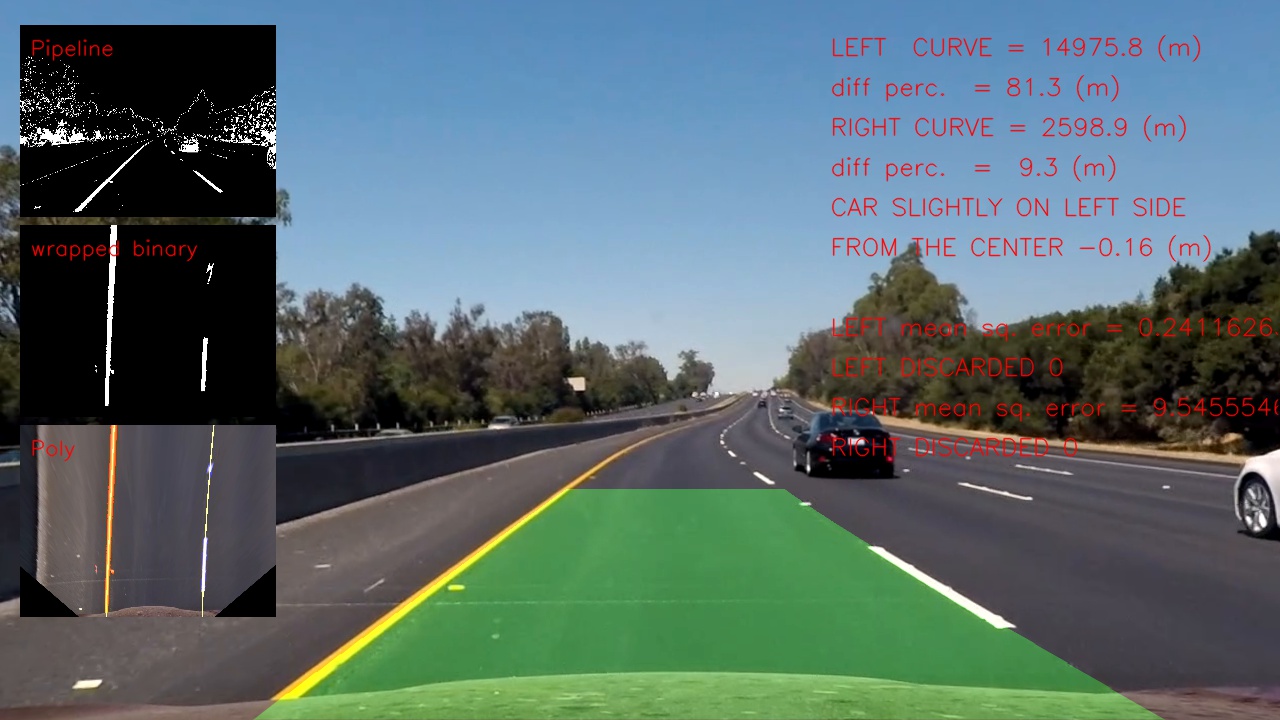 Pipeline
wrapped binary
Poly
LEFT CURVE = 14975.8 (m)
diff perc. = 81.3 (m)
RIGHT CURVE = 2598.9 (m)
diff perc. = 9.3 (m)
CAR SLIGHTLY ON LEFT SIDE
FROM THE CENTER -0.16 (m)
LEFT mean sq. error = 0.2411626
LEFT DISCARDED 0
RIGHT mean sq. error = 9.5455546
RIGHT DISCARDED 0